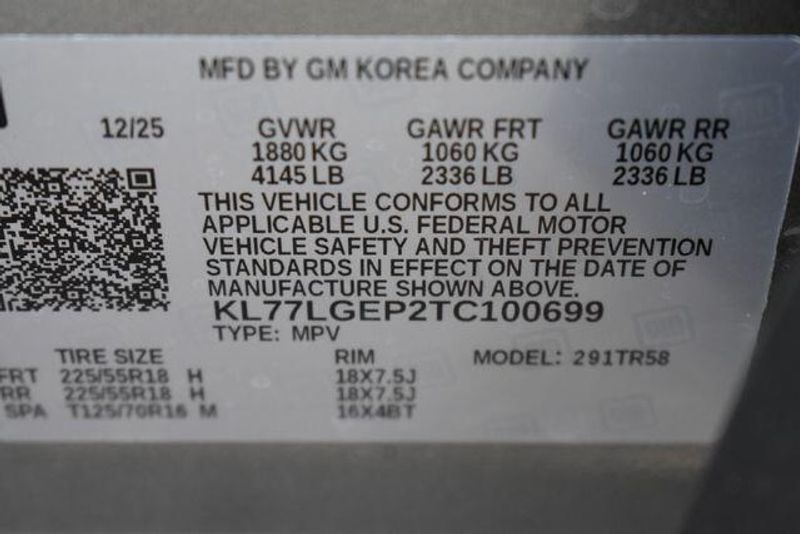 MFD BY GM KOREA COMPANY
12/25 GVWR GAWR FRT GAWR RR
1880 KG 1060 KG 1060 KG
4145 LB 2336 LB 2336 LB
THIS VEHICLE CONFORMS TO ALL
APPLICABLE U.S. FEDERAL MOTOR
VEHICLE SAFETY AND THEFT PREVENTION
STANDARDS IN EFFECT ON THE DATE OF
MANUFACTURE SHOWN ABOVE.
KL77LGEP2TC100699
TYPE: MPV
TIRE SIZE RIM MODEL: 291TR58
FRT 225/55R18 H 18X7.5J
RR 225/55R18 H 18X7.5J
SPA T125/70R16 M 16X4BT